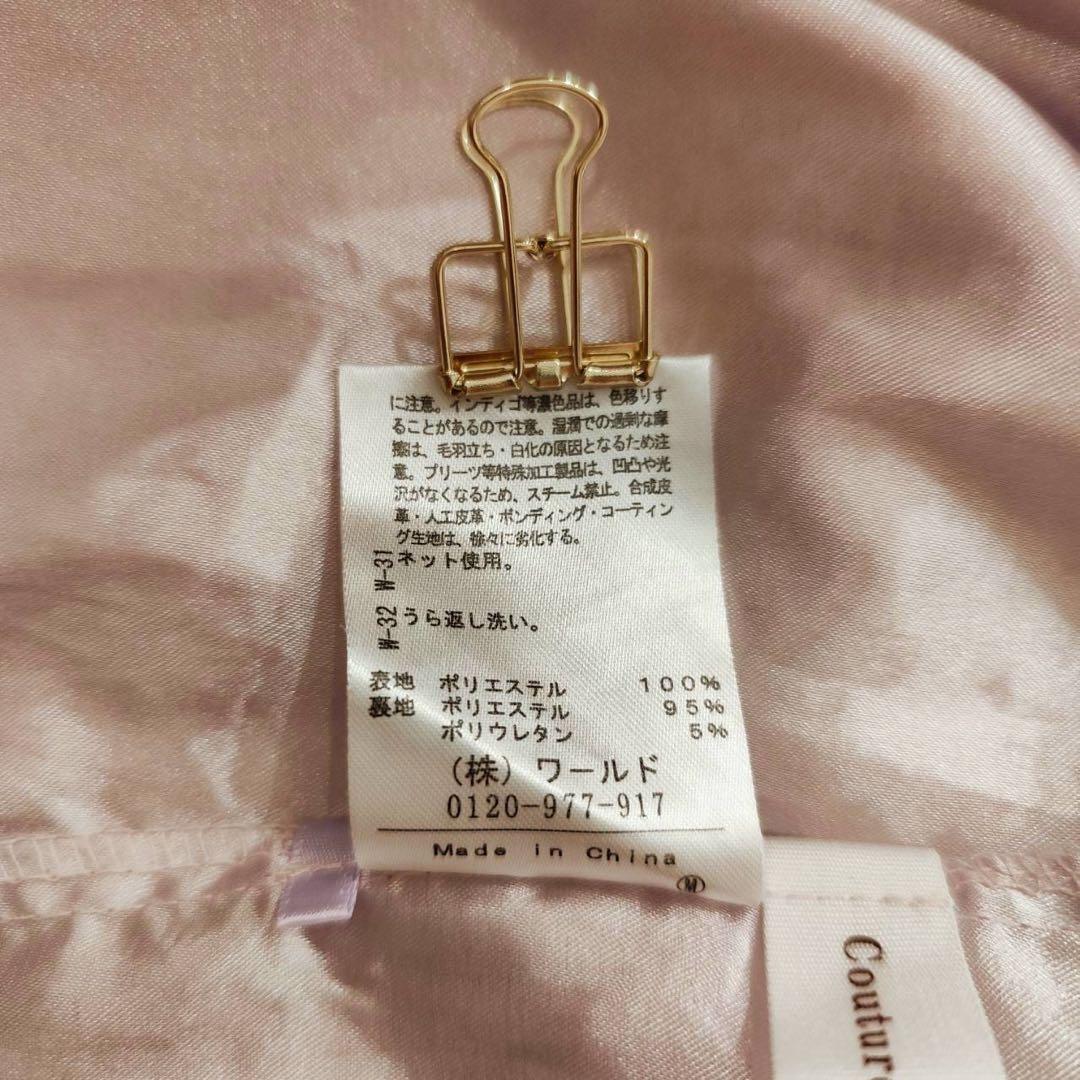 に注意。インディゴ等濃色品は、色移りす
ることがあるので注意。湿潤での過剰な摩
擦は、毛羽立ち・白化の原因となるため注
意。プリーツ等特殊加工製品は、凹凸や光
沢がなくなるため、スチーム禁止。合成皮
革・人工皮革・ボンディング・コーティン
グ生地は、徐々に劣化する。
W-31 ネット使用。
W-32 うら返し洗い。
表地 ポリエステル 100%
裏地 ポリエステル 95%
ポリウレタン 5%
(株) ワールド
0120-977-917
Made in China
M
Coutur